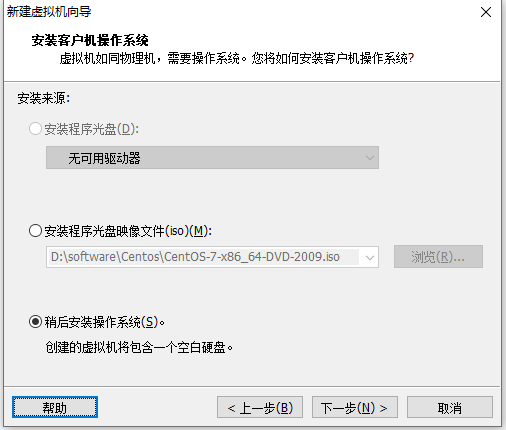 新建虚拟机向导
安装客户机操作系统
虚拟机如同物理机，需要操作系统。您将如何安装客户机操作系统?
安装来源:
安装程序光盘(D):
无可用驱动器
安装程序光盘映像文件(iso)(M):
D:\software\Centos\CentOS-7-x86_64-DVD-2009.iso
浏览(R)...
稍后安装操作系统(S)。
创建的虚拟机将包含一个空白硬盘。
帮助
< 上一步(B)
下一步(N) >
取消